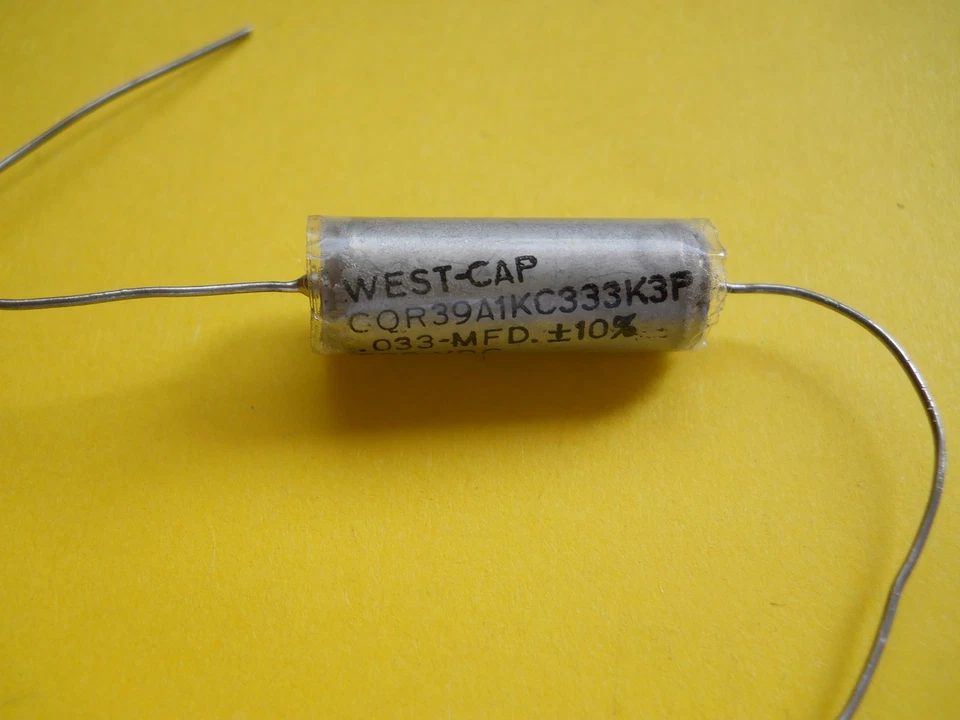 WEST-CAP
CQR39A1KC333K3P
.033-MFD. ±10%